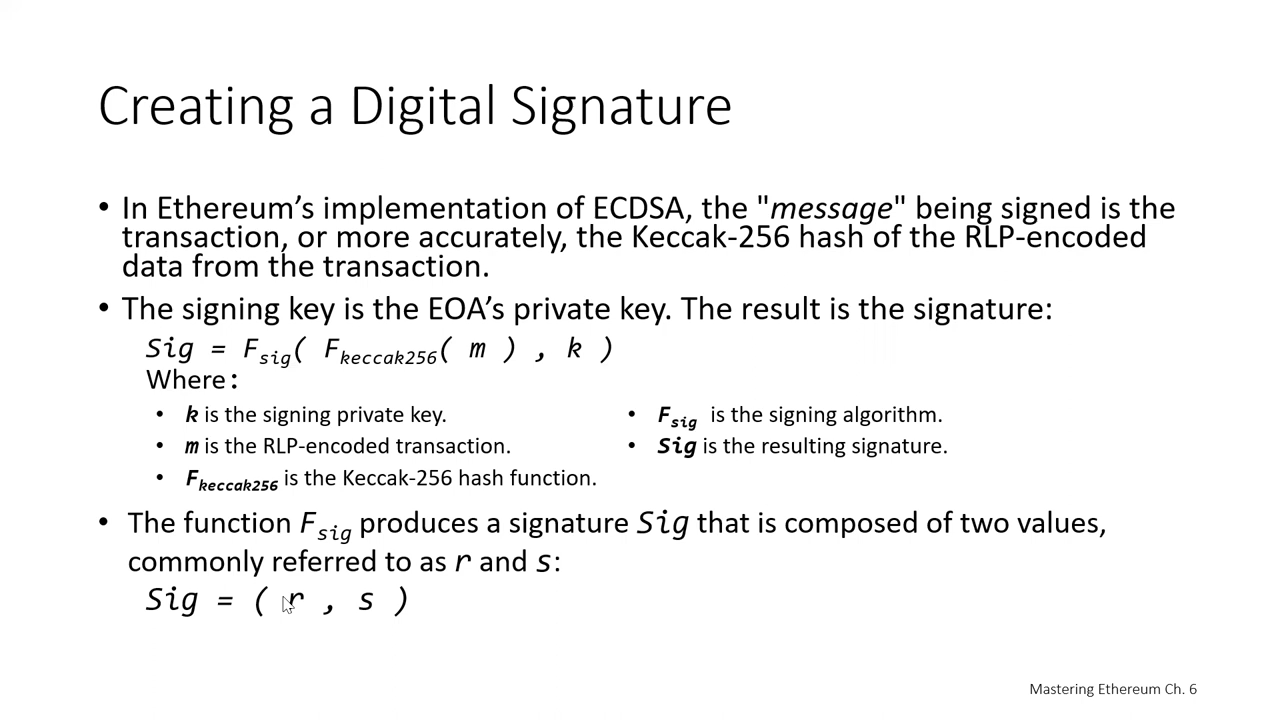 Creating a Digital Signature
• In Ethereum’s implementation of ECDSA, the "message" being signed is the
transaction, or more accurately, the Keccak-256 hash of the RLP-encoded
data from the transaction.
• The signing key is the EOA’s private key. The result is the signature:
Sig = Fsig( Fkeccak256( m ) , k )
Where:
• k is the signing private key.
• m is the RLP-encoded transaction.
• Fkeccak256 is the Keccak-256 hash function.
• Fsig is the signing algorithm.
• Sig is the resulting signature.
• The function Fsig produces a signature Sig that is composed of two values,
commonly referred to as r and s:
Sig = ( r , s )
Mastering Ethereum Ch. 6